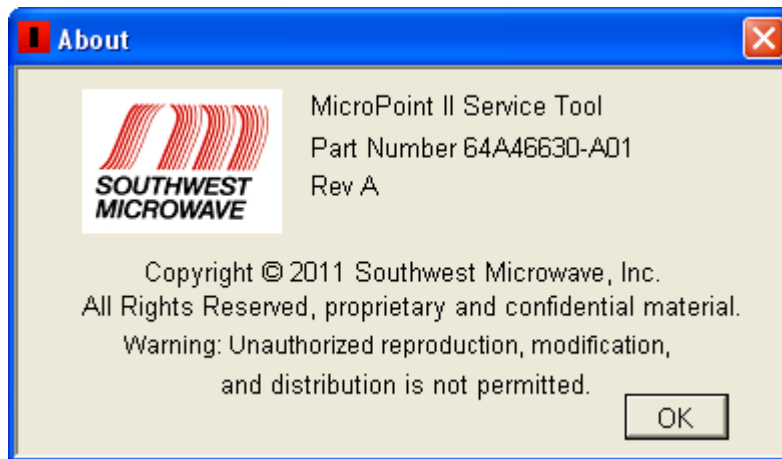 About
MicroPoint II Service Tool
Part Number 64A46630-A01
Rev A
SOUTHWEST
MICROWAVE
Copyright © 2011 Southwest Microwave, Inc.
All Rights Reserved, proprietary and confidential material.
Warning: Unauthorized reproduction, modification,
and distribution is not permitted.
OK